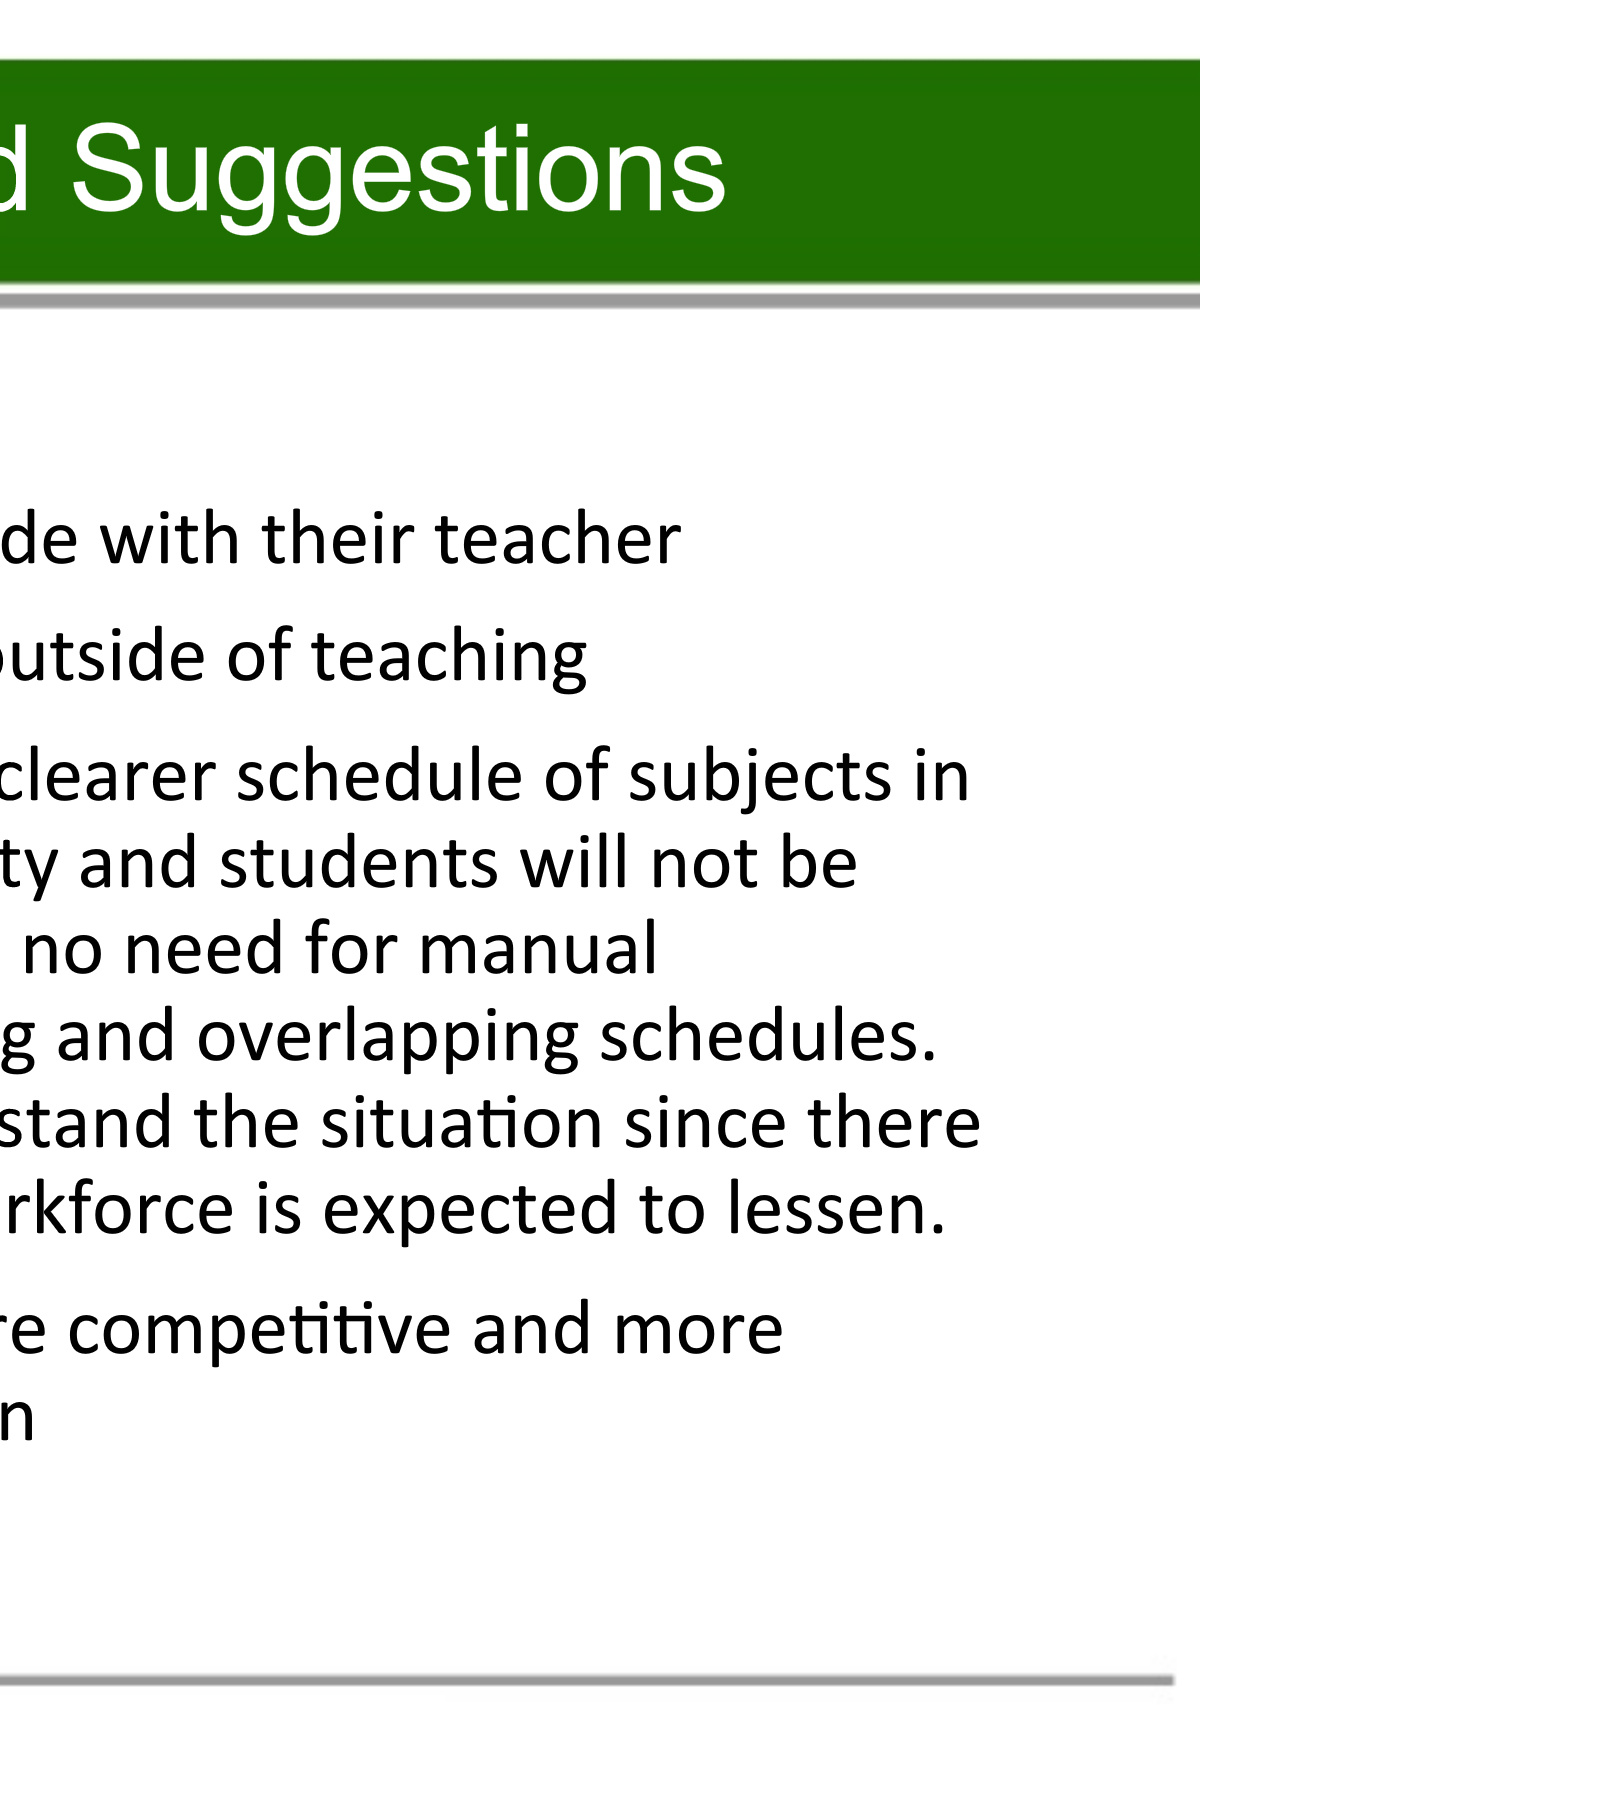 d Suggestions
de with their teacher
outside of teaching
clearer schedule of subjects in
ty and students will not be
no need for manual
g and overlapping schedules.
stand the situation since there
rkforce is expected to lessen.
re competitive and more
n